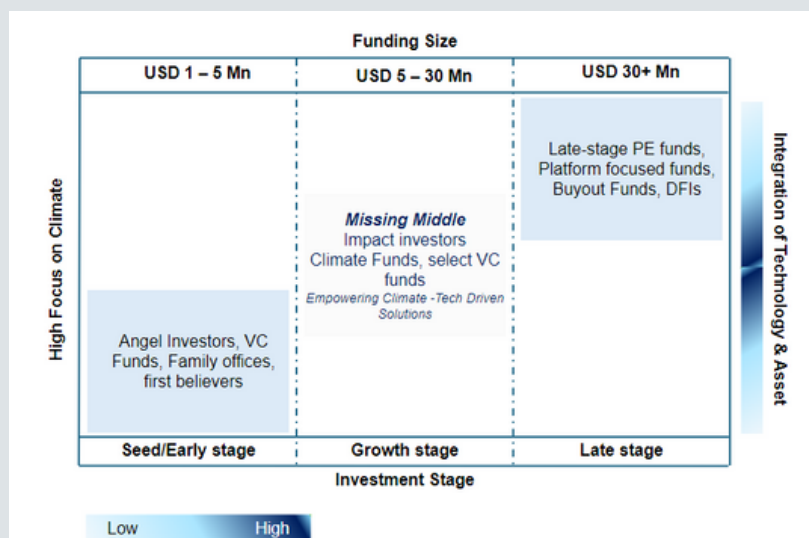 Funding Size
USD 1 – 5 Mn
USD 5 – 30 Mn
USD 30+ Mn
High Focus on Climate
Angel Investors, VC
Funds, Family offices,
first believers
Missing Middle
Impact investors
Climate Funds, select VC
funds
Empowering Climate -Tech Driven
Solutions
Late-stage PE funds,
Platform focused funds,
Buyout Funds, DFIs
Integration of Technology & Asset
Seed/Early stage
Growth stage
Late stage
Investment Stage
Low
High